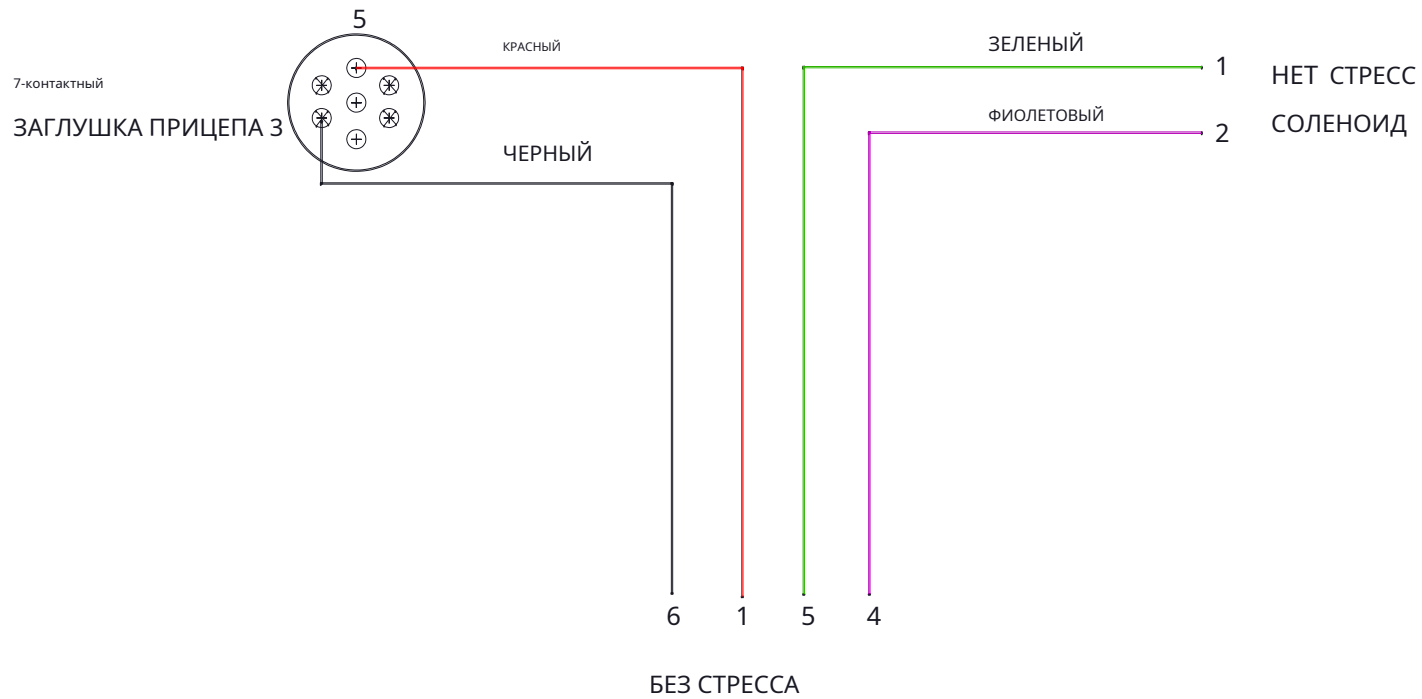 5
КРАСНЫЙ
ЗЕЛЕНЫЙ
1
НЕТ СТРЕСС
7-контактный
ЗАГЛУШКА ПРИЦЕПА 3
ФИОЛЕТОВЫЙ
2
СОЛЕНОИД
ЧЕРНЫЙ
6 1 5 4
БЕЗ СТРЕССА